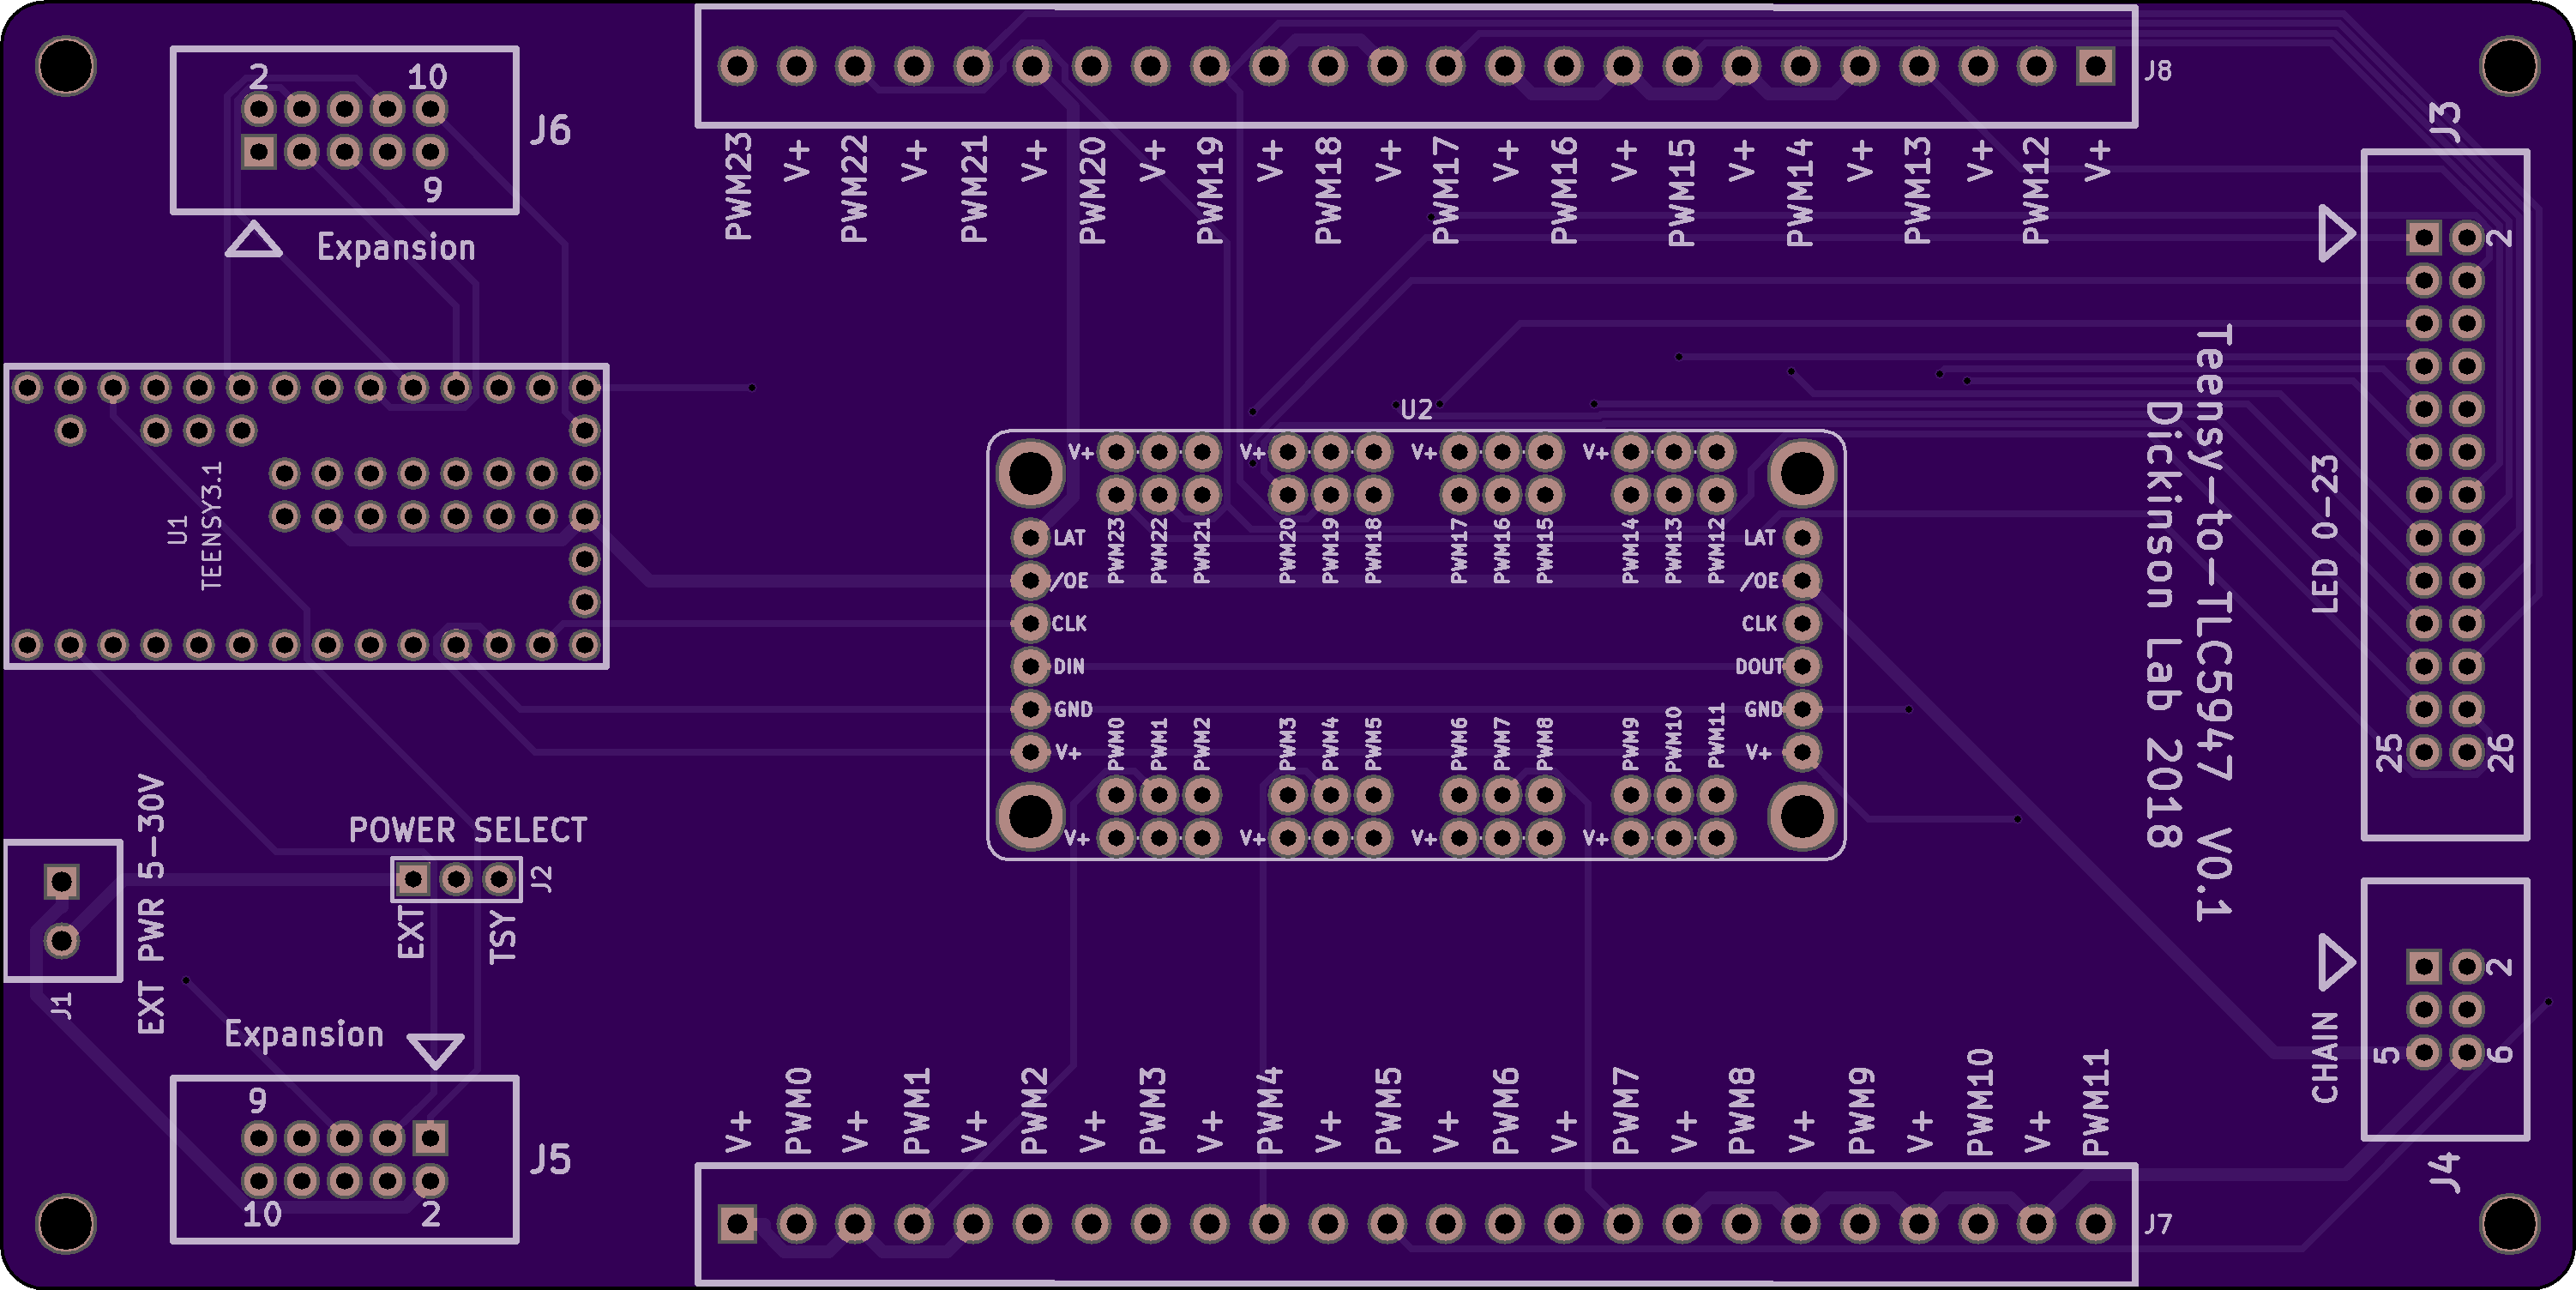 J8
PWM23 V+ PWM22 V+ PWM21 V+ PWM20 V+ PWM19 V+ PWM18 V+ PWM17 V+ PWM16 V+ PWM15 V+ PWM14 V+ PWM13 V+ PWM12 V+
2 10
J6
9
Expansion
J3
2
LED 0-23
25 26
Teensy-to-TLC5947 V0.1
Dickinson Lab 2018
U1
TEENSY3.1
U2
V+ V+ V+ V+
PWM23 PWM22 PWM21 PWM20 PWM19 PWM18 PWM17 PWM16 PWM15 PWM14 PWM13 PWM12
LAT LAT
/OE /OE
CLK CLK
DIN DOUT
GND GND
V+ V+
PWM0 PWM1 PWM2 PWM3 PWM4 PWM5 PWM6 PWM7 PWM8 PWM9 PWM10 PWM11
V+ V+ V+ V+
POWER SELECT
J2
EXT TSY
EXT PWR 5-30V
J1
Expansion
9
J5
10 2
2
CHAIN
5 6
J4
V+ PWM0 V+ PWM1 V+ PWM2 V+ PWM3 V+ PWM4 V+ PWM5 V+ PWM6 V+ PWM7 V+ PWM8 V+ PWM9 V+ PWM10 V+ PWM11
J7